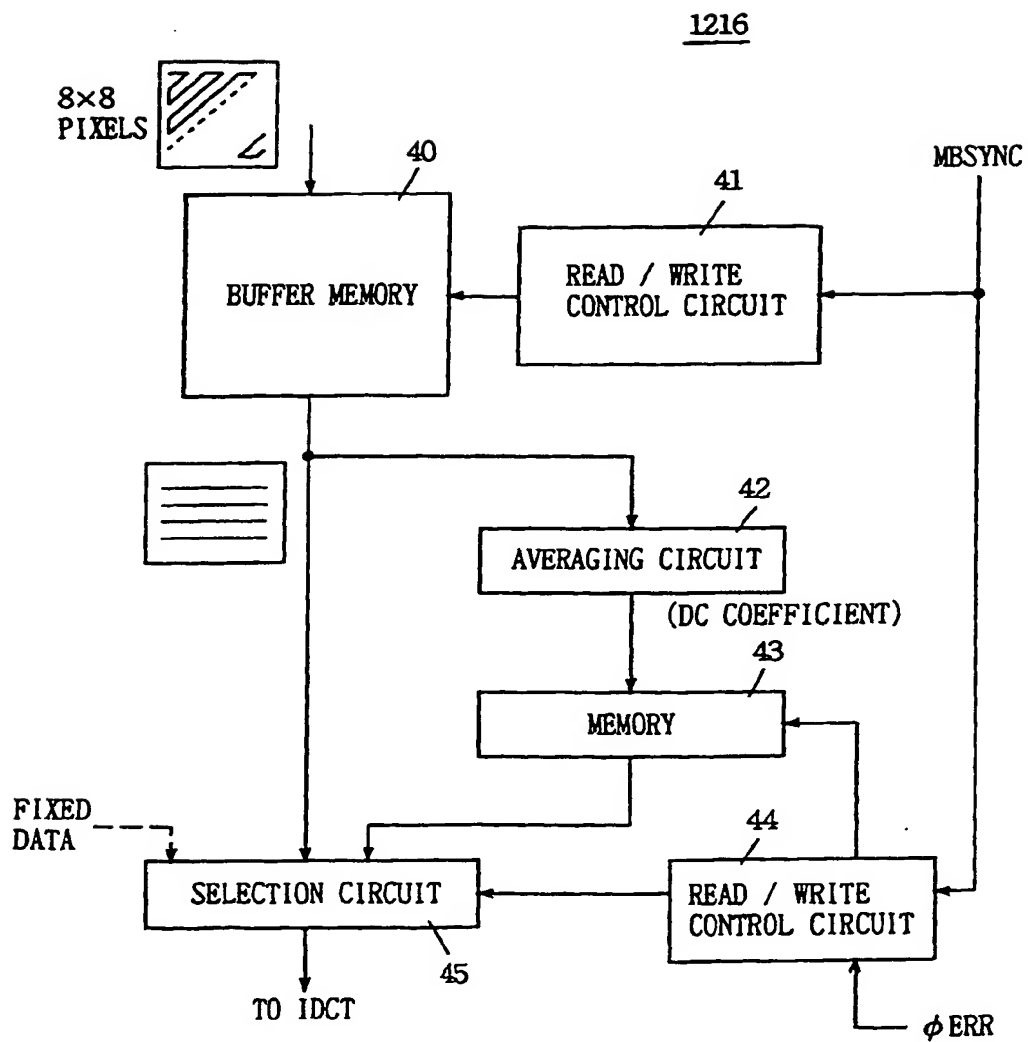 1216
8×8
PIXELS
40
41
MBSYNC
BUFFER MEMORY
READ / WRITE
CONTROL CIRCUIT
42
AVERAGING CIRCUIT
(DC COEFFICIENT)
43
MEMORY
FIXED
DATA
44
SELECTION CIRCUIT
READ / WRITE
CONTROL CIRCUIT
45
TO IDCT
ϕ ERR